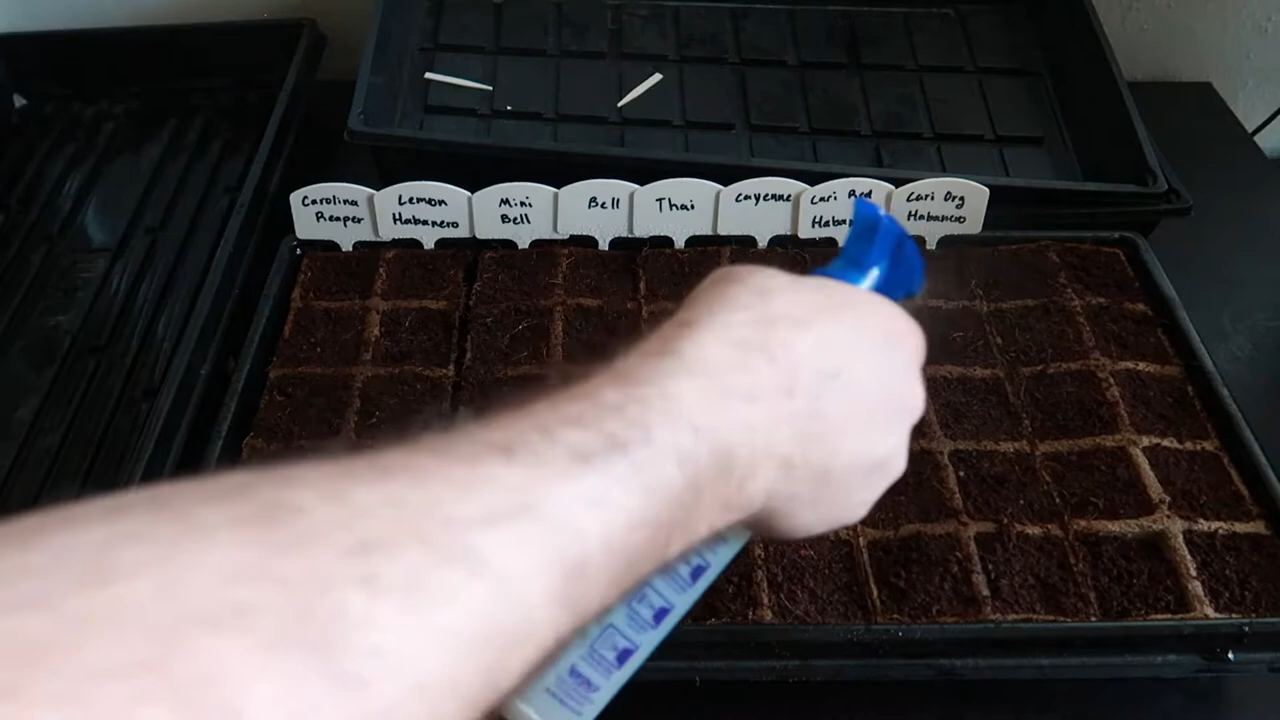 Carolina
Reaper
Lemon
Habanero
Mini
Bell
Bell
Thai
Cayenne
Cari Red
Cari Org
Habanero